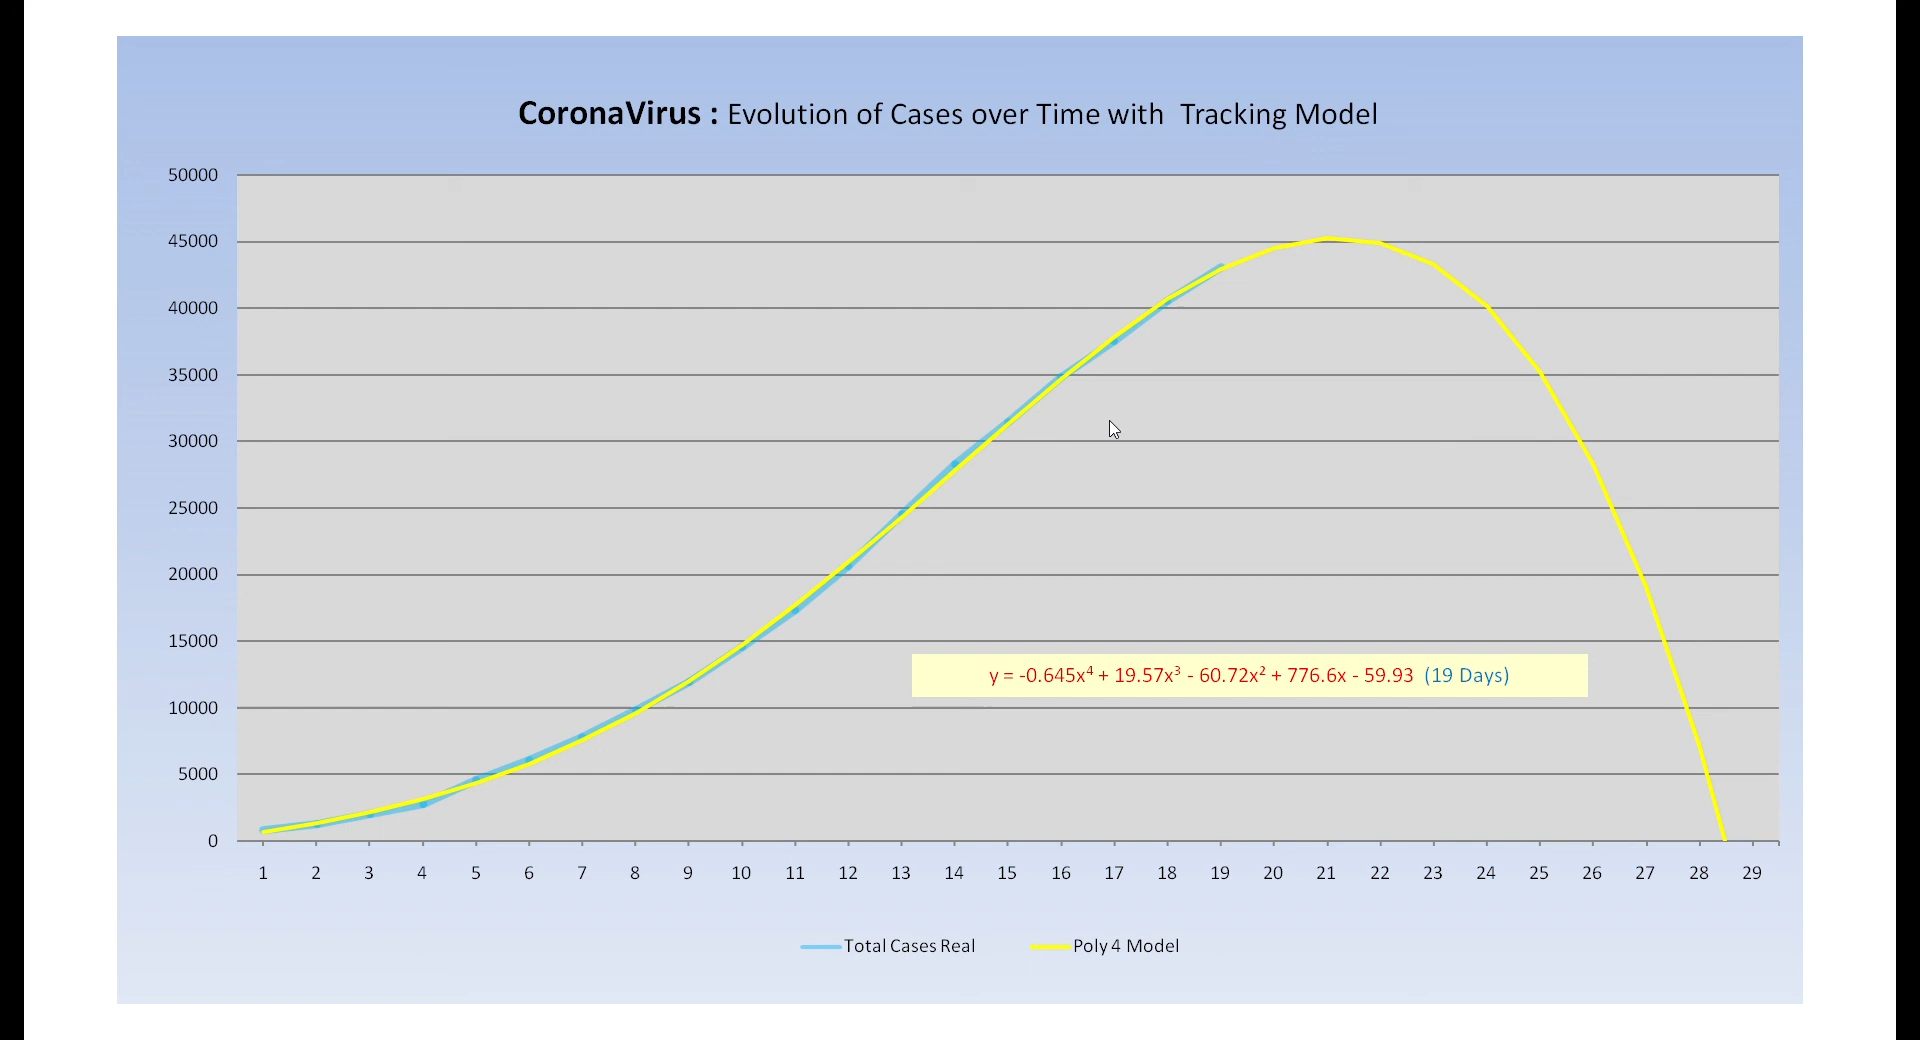 CoronaVirus : Evolution of Cases over Time with Tracking Model
50000
45000
40000
35000
30000
25000
20000
15000
10000
5000
0
y = -0.645x⁴ + 19.57x³ - 60.72x² + 776.6x - 59.93 (19 Days)
1 2 3 4 5 6 7 8 9 10 11 12 13 14 15 16 17 18 19 20 21 22 23 24 25 26 27 28 29
Total Cases Real Poly 4 Model